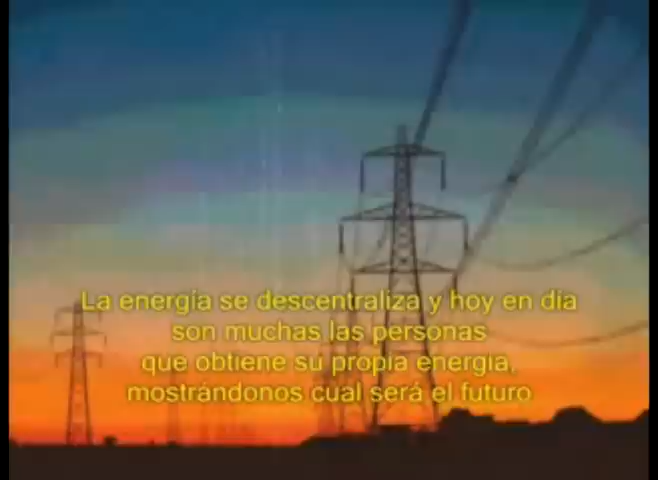 La energía se descentraliza y hoy en día
son muchas las personas
que obtiene su propia energía,
mostrándonos cual será el futuro